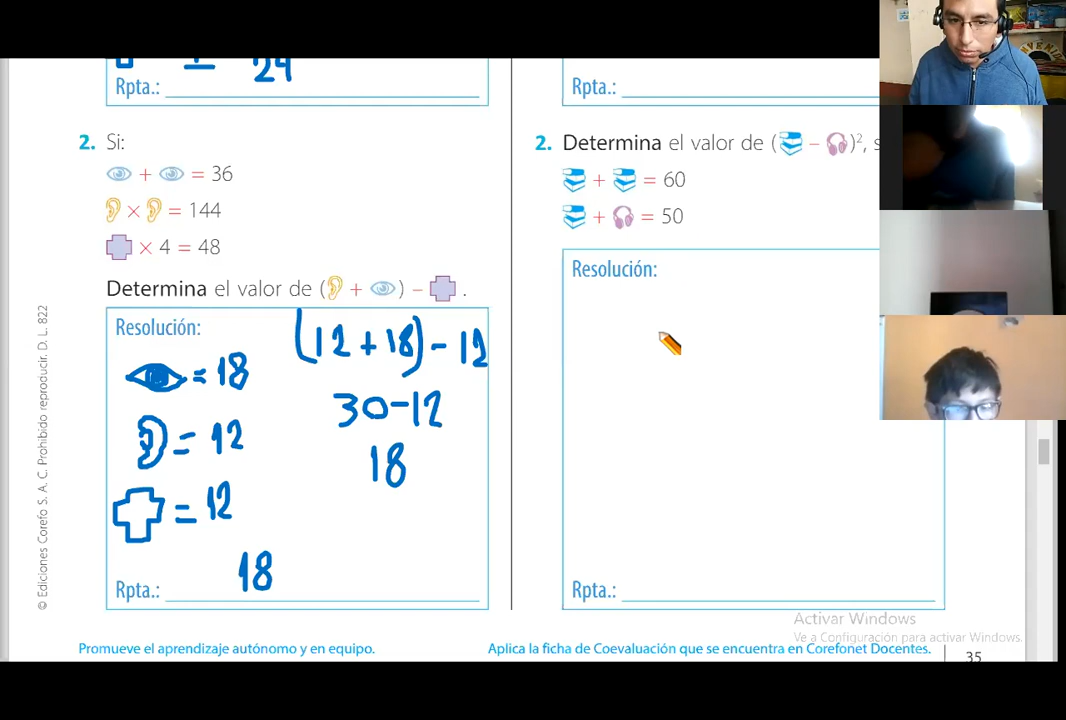 24
Rpta.:
2. Si:
+ = 36
× = 144
× 4 = 48
Determina el valor de ( + ) – .
Resolución:
(12 + 18) - 12
= 18
30 - 12
= 12
18
= 12
18
Rpta.:
© Ediciones Corefo S. A. C. Prohibido reproducir. D. L. 822
Promueve el aprendizaje autónomo y en equipo.
Rpta.:
2. Determina el valor de ( – )², s
+ = 60
+ = 50
Resolución:
Rpta.:
Activar Windows
Ve a Configuración para activar Windows.
Aplica la ficha de Coevaluación que se encuentra en Corefonet Docentes.
35